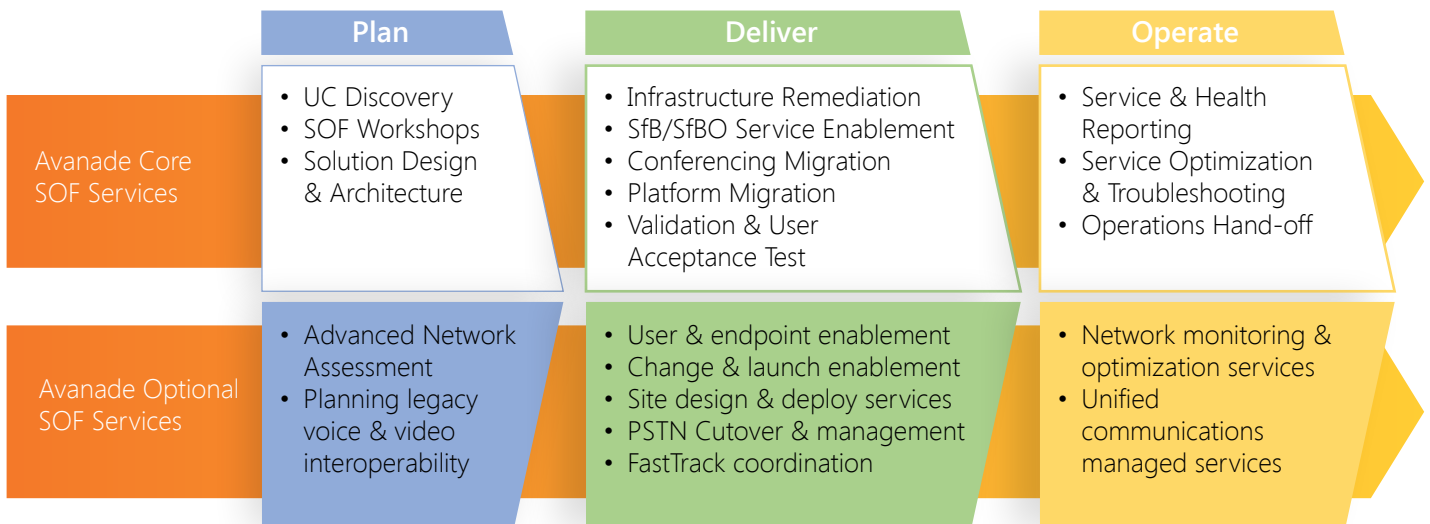 Plan
Deliver
Operate
Avanade Core
SOF Services
• UC Discovery
• SOF Workshops
• Solution Design
& Architecture
• Infrastructure Remediation
• SfB/SfBO Service Enablement
• Conferencing Migration
• Platform Migration
• Validation & User
Acceptance Test
• Service & Health
Reporting
• Service Optimization
& Troubleshooting
• Operations Hand-off
Avanade Optional
SOF Services
• Advanced Network
Assessment
• Planning legacy
voice & video
interoperability
• User & endpoint enablement
• Change & launch enablement
• Site design & deploy services
• PSTN Cutover & management
• FastTrack coordination
• Network monitoring &
optimization services
• Unified
communications
managed services